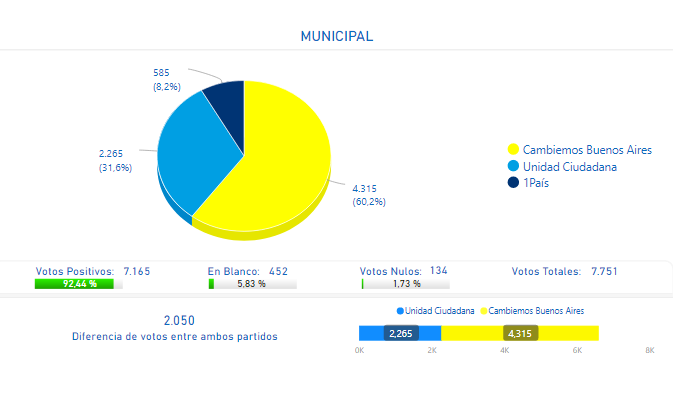 MUNICIPAL
585
(8,2%)
2.265
(31,6%)
4.315
(60,2%)
Cambiemos Buenos Aires
Unidad Ciudadana
1País
Votos Positivos: 7.165
92,44 %
En Blanco: 452
5,83 %
Votos Nulos: 134
1,73 %
Votos Totales: 7.751
2.050
Diferencia de votos entre ambos partidos
Unidad Ciudadana Cambiemos Buenos Aires
2,265 4,315
0K 2K 4K 6K 8K